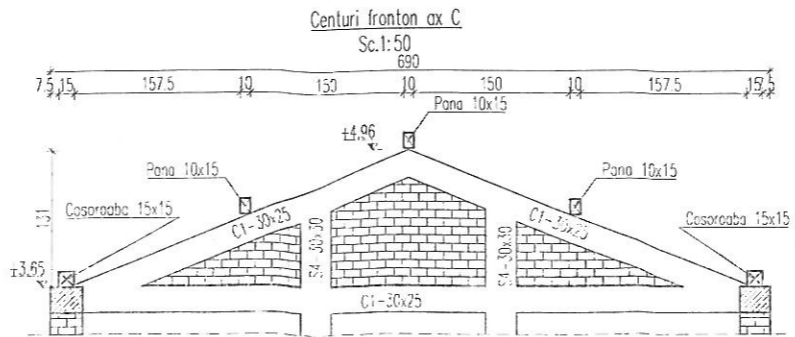 Centuri fronton ax C
Sc.1:50
690
7.5 15 157.5 10 150 10 150 10 157.5 15 7.5
Pana 10x15
±4.96
Pana 10x15
Pana 10x15
Cosoroaba 15x15
Cosoroaba 15x15
131
C1-30x25
S4-30x30
S4-30x30
C1-30x25
±3.65
C1-30x25